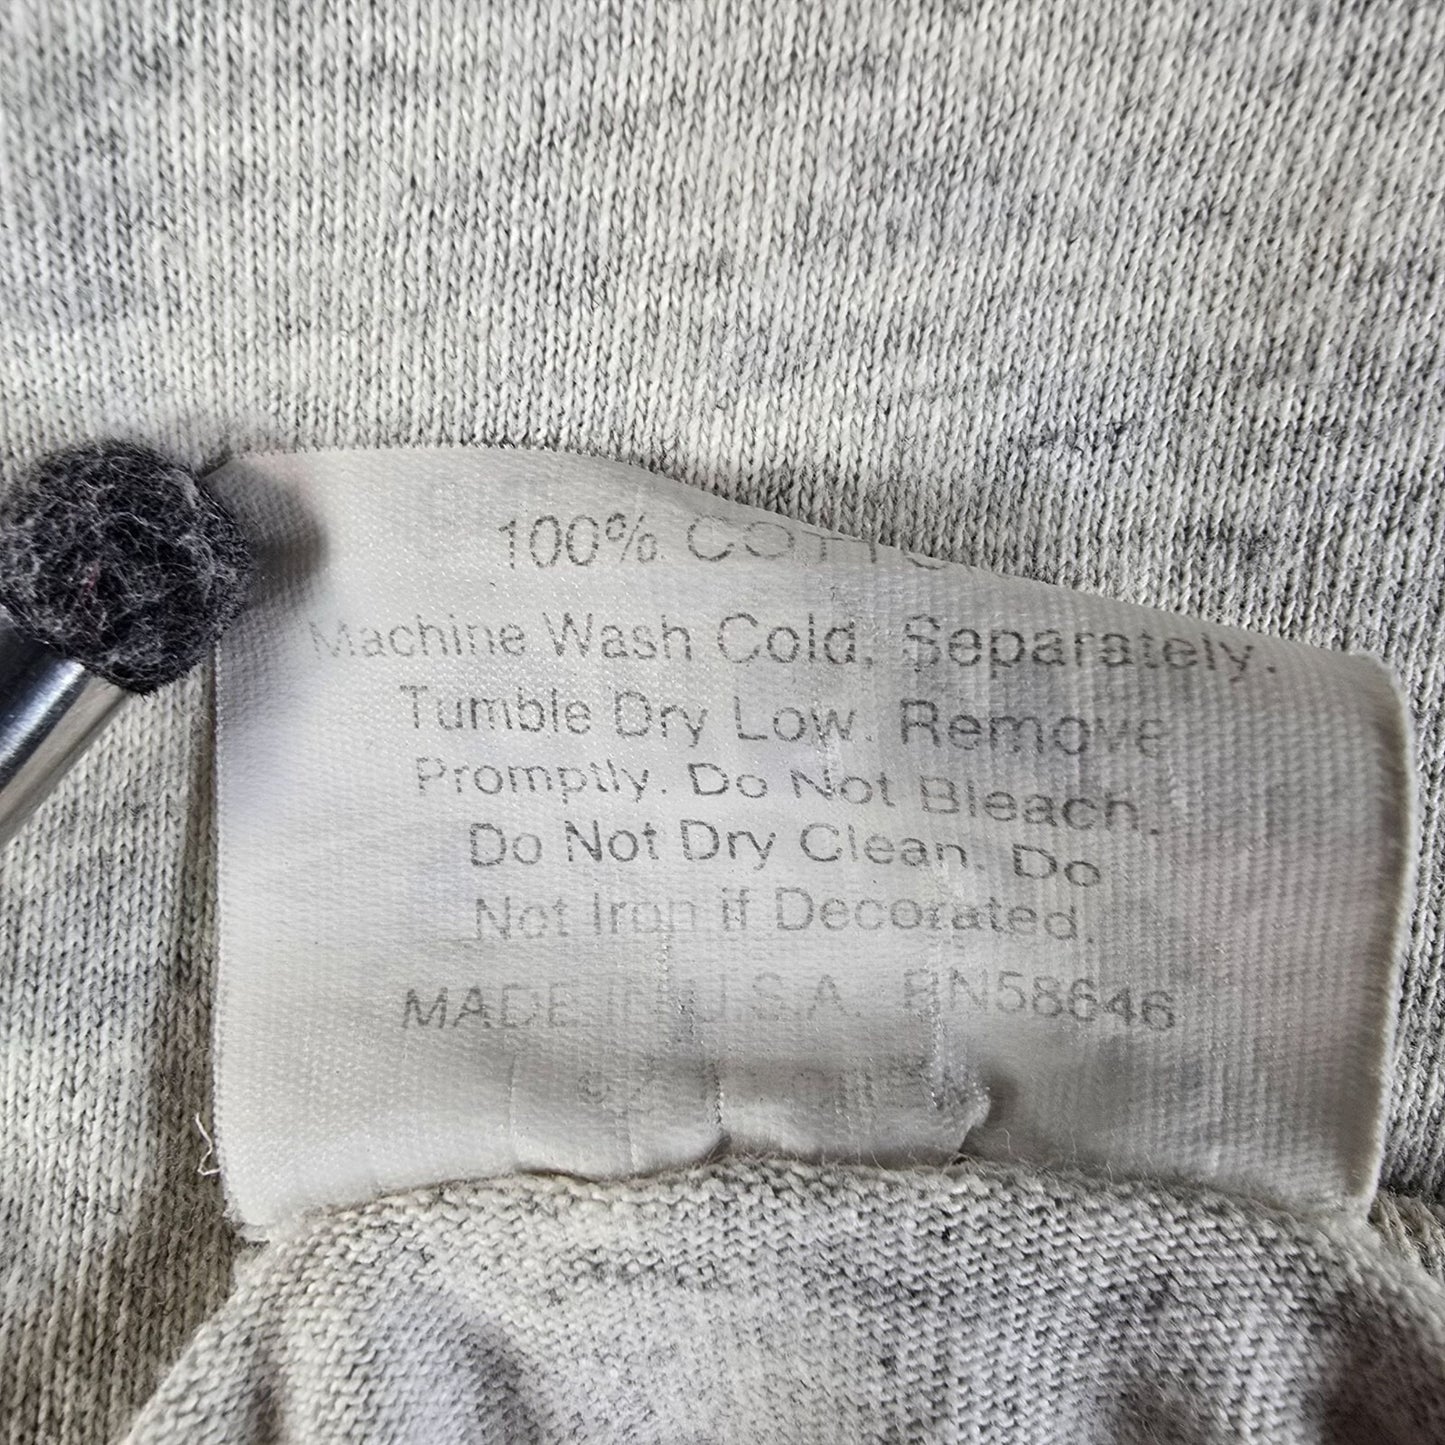 100% COTTO
Machine Wash Cold, Separately.
Tumble Dry Low. Remove
Promptly. Do Not Bleach.
Do Not Dry Clean. Do
Not Iron if Decorated.
MADE IN U.S.A. RN58646